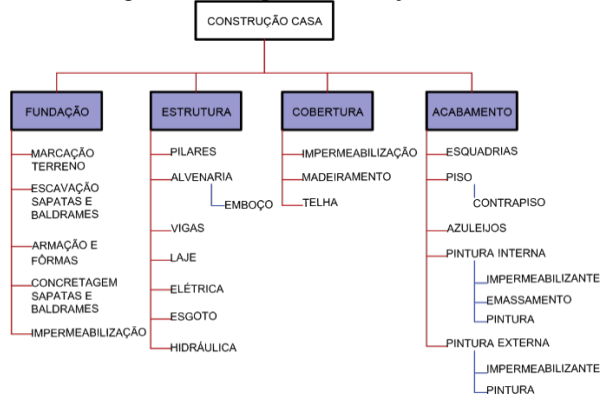 CONSTRUÇÃO CASA
FUNDAÇÃO
MARCAÇÃO
TERRENO
ESCAVAÇÃO
SAPATAS E
BALDRAMES
ARMAÇÃO E
FÔRMAS
CONCRETAGEM
SAPATAS E
BALDRAMES
IMPERMEABILIZAÇÃO
ESTRUTURA
PILARES
ALVENARIA
EMBOÇO
VIGAS
LAJE
ELÉTRICA
ESGOTO
HIDRÁULICA
COBERTURA
IMPERMEABILIZAÇÃO
MADEIRAMENTO
TELHA
ACABAMENTO
ESQUADRIAS
PISO
CONTRAPISO
AZULEIJOS
PINTURA INTERNA
IMPERMEABILIZANTE
EMASSAMENTO
PINTURA
PINTURA EXTERNA
IMPERMEABILIZANTE
PINTURA